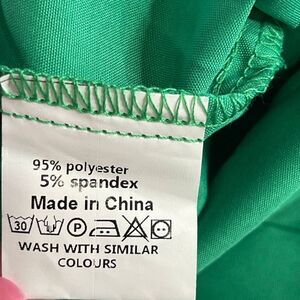 95% polyester
5% spandex
Made in China
30 P
WASH WITH SIMILAR
COLOURS